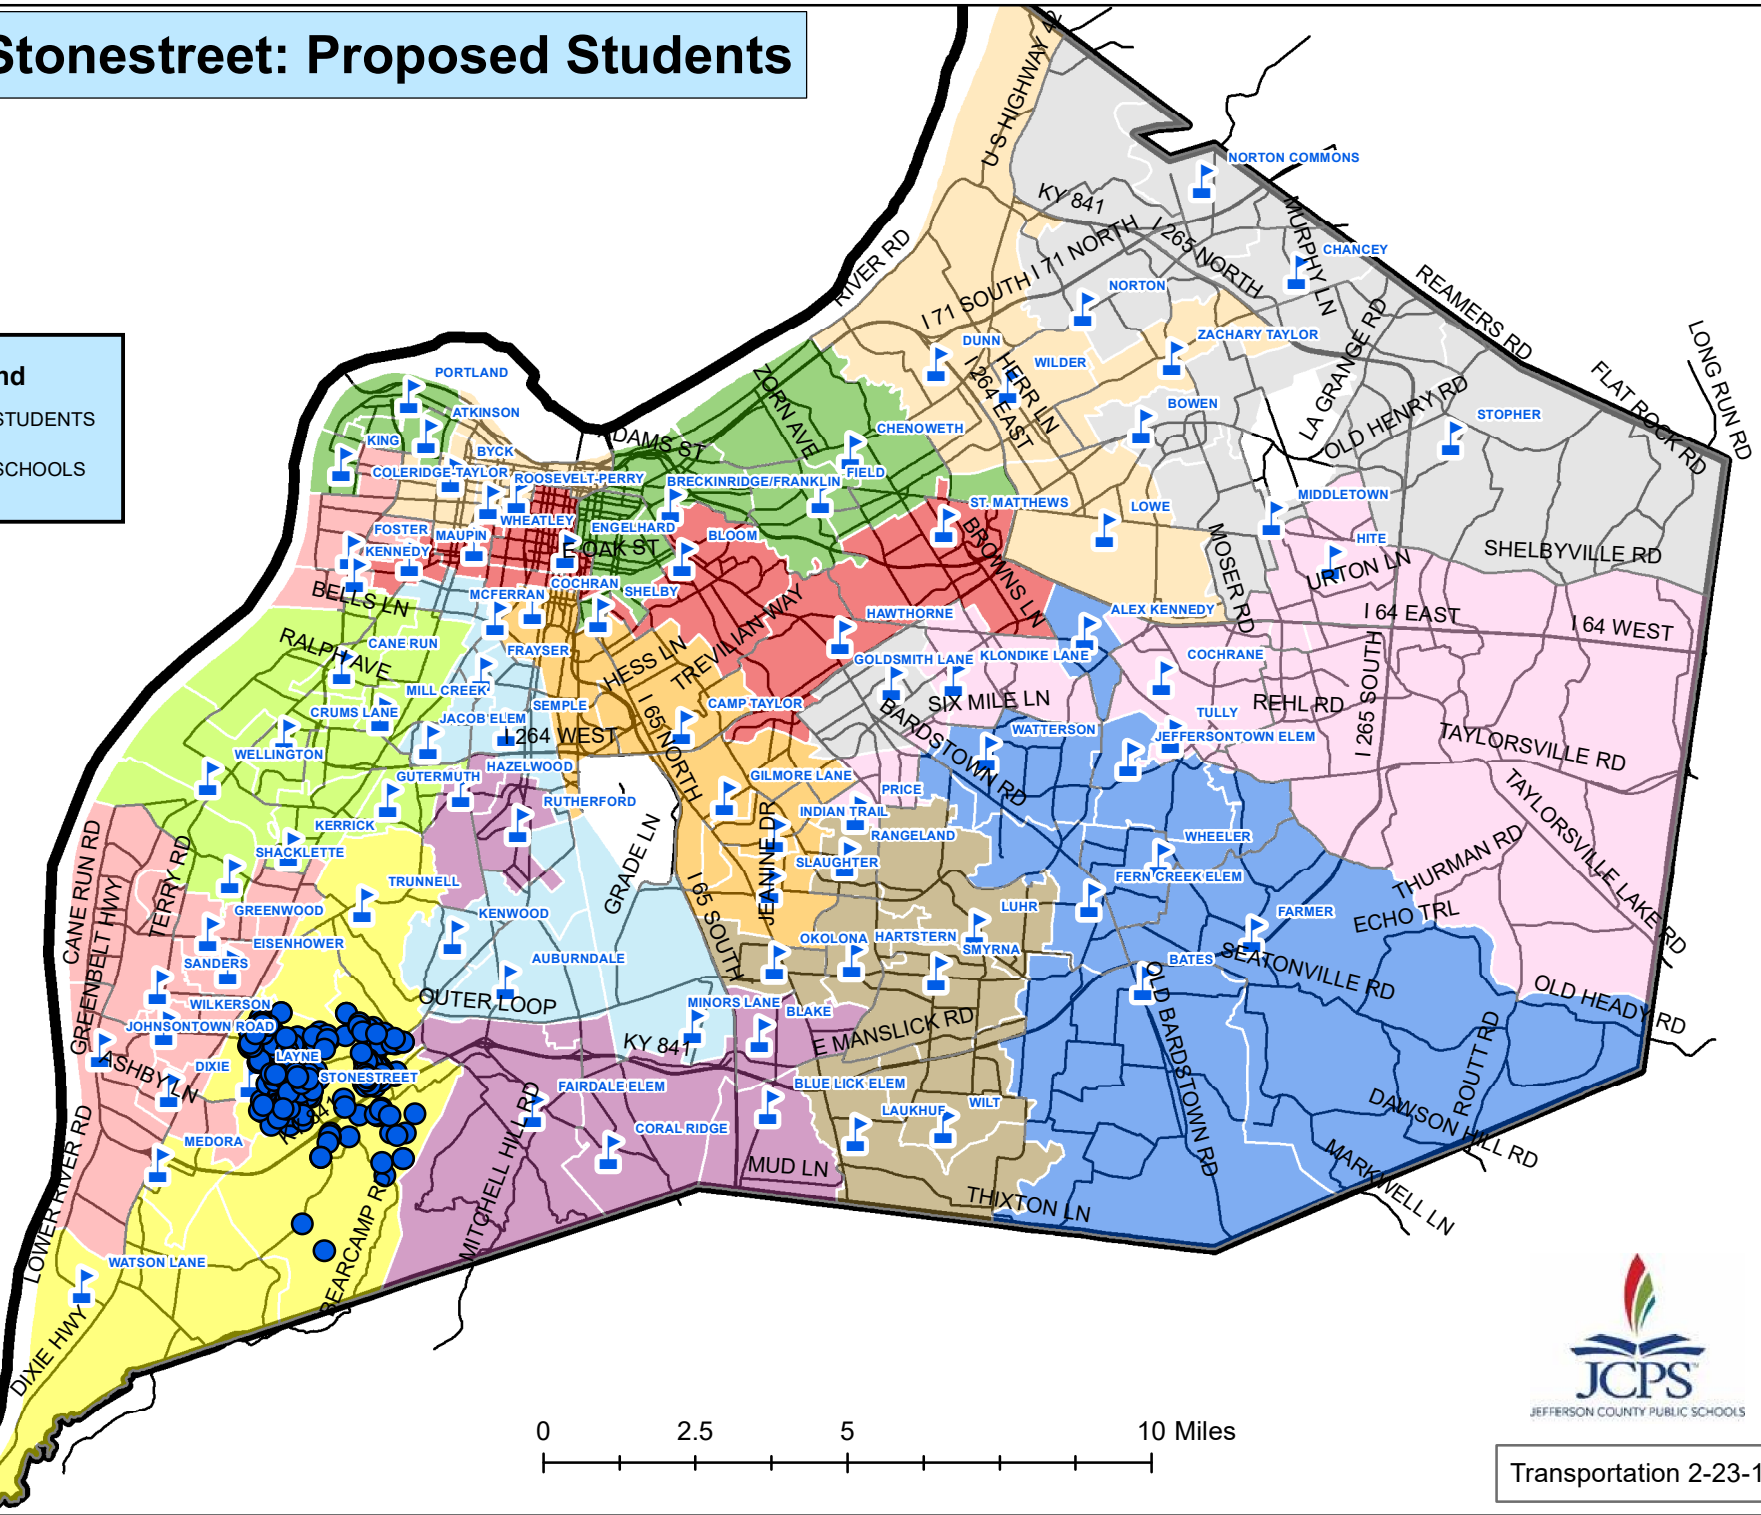 Stonestreet: Proposed Students
nd
STUDENTS
SCHOOLS
U S HIGHWAY 42
NORTON COMMONS
KY 841
MURPHY LN
I 265 NORTH
I 71 NORTH
CHANCEY
RIVER RD
REAMERS RD
I 71 SOUTH
NORTON
LA GRANGE RD
LONG RUN RD
ZACHARY TAYLOR
DUNN
HERR LN
WILDER
I 264 EAST
FLAT ROCK RD
PORTLAND
ZORN AVE
OLD HENRY RD
BOWEN
STOPHER
ATKINSON
CHENOWETH
KING
ADAMS ST
BYCK
COLERIDGE-TAYLOR
ROOSEVELT-PERRY
BRECKINRIDGE/FRANKLIN
FIELD
ST. MATTHEWS
LOWE
MIDDLETOWN
WHEATLEY
ENGELHARD
FOSTER
MAUPIN
BLOOM
BROWNS LN
MOSER RD
HITE
KENNEDY
E OAK ST
URTON LN
SHELBYVILLE RD
COCHRAN
BELLS LN
MCFERRAN
SHELBY
HAWTHORNE
ALEX KENNEDY
I 64 EAST
I 64 WEST
RALPH AVE
CANE RUN
FRAYSER
HESS LN
TREVILIAN WAY
GOLDSMITH LANE
KLONDIKE LANE
COCHRANE
I 265 SOUTH
MILL CREEK
SEMPLE
I 65 NORTH
CAMP TAYLOR
SIX MILE LN
REHL RD
CRUMS LANE
JACOB ELEM
I 264 WEST
BARDSTOWN RD
WATTERSON
TULLY
JEFFERSONTOWN ELEM
TAYLORSVILLE RD
WELLINGTON
HAZELWOOD
GUTERMUTH
GILMORE LANE
PRICE
RUTHERFORD
INDIAN TRAIL
KERRICK
JEANINE DR
RANGELAND
WHEELER
TAYLORSVILLE LAKE RD
CANE RUN RD
TERRY RD
SHACKLETTE
GRADE LN
SLAUGHTER
THURMAN RD
FERN CREEK ELEM
TRUNNELL
I 65 SOUTH
GREENBELT HWY
GREENWOOD
KENWOOD
LUHR
FARMER
ECHO TRL
EISENHOWER
OKOLONA
HARTSTERN
SMYRNA
SANDERS
AUBURNDALE
BATES
SEATONVILLE RD
OLD HEADY RD
WILKERSON
OUTER LOOP
MINORS LANE
BLAKE
JOHNSONTOWN ROAD
E MANSLICK RD
OLD BARDSTOWN RD
KY 841
LAYNE
DIXIE
ASHBY LN
STONESTREET
FAIRDALE ELEM
BLUE LICK ELEM
ROUTT RD
MITCHELL HILL RD
LAUKHUF
WILT
DAWSON HILL RD
CORAL RIDGE
MEDORA
LOWER RIVER RD
MUD LN
MARKWELL LN
THIXTON LN
BEARCAMP RD
WATSON LANE
DIXIE HWY
JCPS
JEFFERSON COUNTY PUBLIC SCHOOLS
0 2.5 5 10 Miles
Transportation 2-23-1